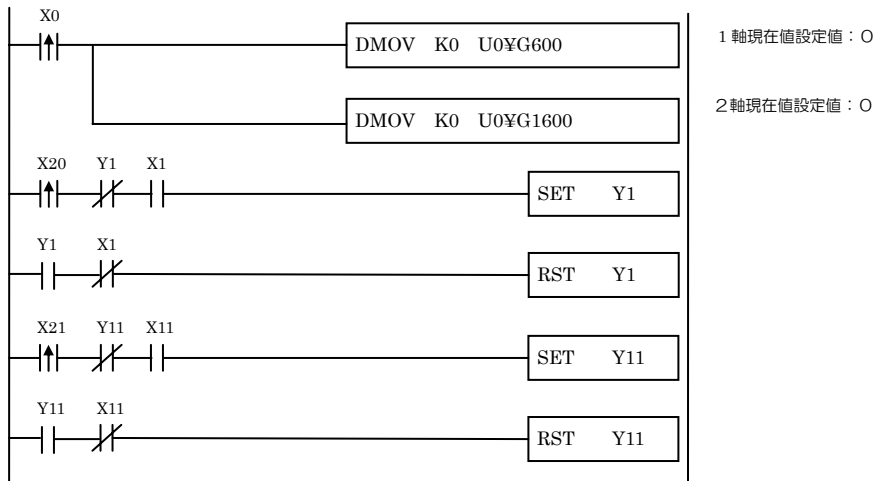 X0
DMOV K0 U0¥G600 １軸現在値設定値：０
DMOV K0 U0¥G1600 ２軸現在値設定値：０
X20 Y1 X1
SET Y1
Y1 X1
RST Y1
X21 Y11 X11
SET Y11
Y11 X11
RST Y11